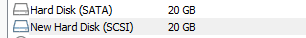 Hard Disk (SATA) 20 GB
New Hard Disk (SCSI) 20 GB